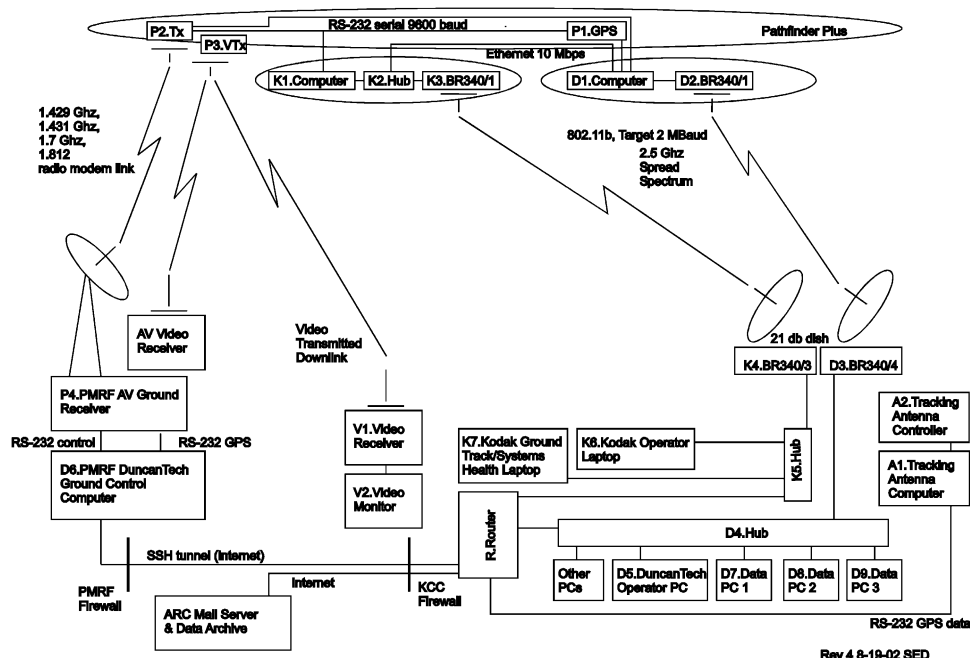 P2.Tx
RS-232 serial 9600 baud
P1.GPS
Pathfinder Plus
P3.VTx
Ethernet 10 Mbps
K1.Computer
K2.Hub
K3.BR340/1
D1.Computer
D2.BR340/1
1.429 Ghz,
1.431 Ghz,
1.7 Ghz,
1.812
radio modem link
802.11b, Target 2 MBaud
2.5 Ghz
Spread
Spectrum
AV Video
Receiver
Video
Transmitted
Downlink
21 db dish
K4.BR340/3
D3.BR340/4
P4.PMRF AV Ground
Receiver
A2.Tracking
Antenna
Controller
RS-232 control
RS-232 GPS
V1.Video
Receiver
K7.Kodak Ground
Track/Systems
Health Laptop
K6.Kodak Operator
Laptop
K5.Hub
D6.PMRF DuncanTech
Ground Control
Computer
A1.Tracking
Antenna
Computer
V2.Video
Monitor
R.Router
D4.Hub
SSH tunnel (Internet)
Internet
PMRF
Firewall
KCC
Firewall
Other
PCs
D5.DuncanTech
Operator PC
D7.Data
PC 1
D8.Data
PC 2
D9.Data
PC 3
ARC Mail Server
& Data Archive
RS-232 GPS data
Rev 4 8-19-02 SED